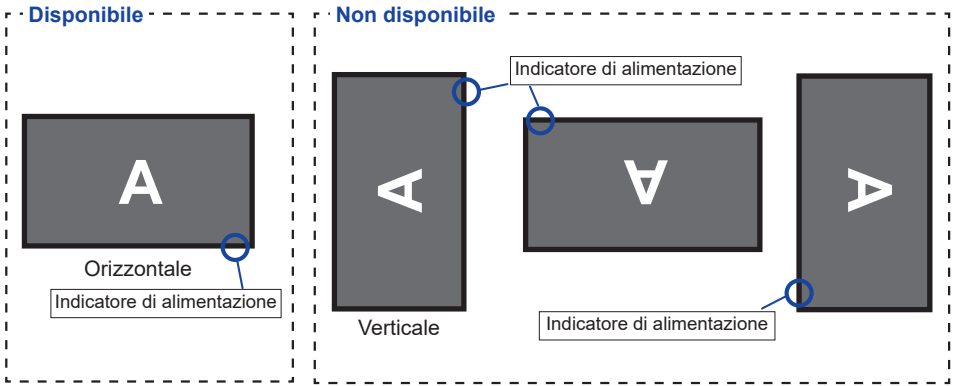 Disponibile
A
Orizzontale
Indicatore di alimentazione
Non disponibile
Indicatore di alimentazione
A
Verticale
A
A
Indicatore di alimentazione